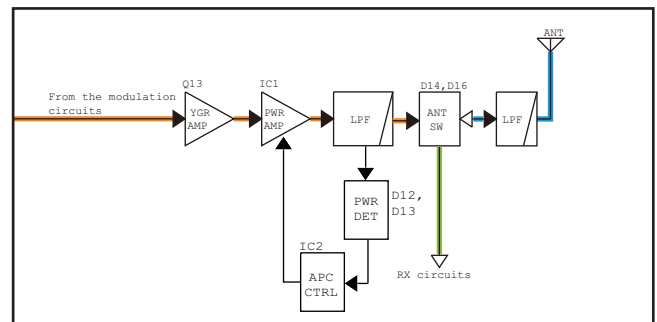 ANT
Q13
IC1
D14,D16
From the modulation
circuits
YGR
AMP
PWR
AMP
LPF
ANT
SW
LPF
PWR
DET
D12,
D13
IC2
APC
CTRL
RX circuits